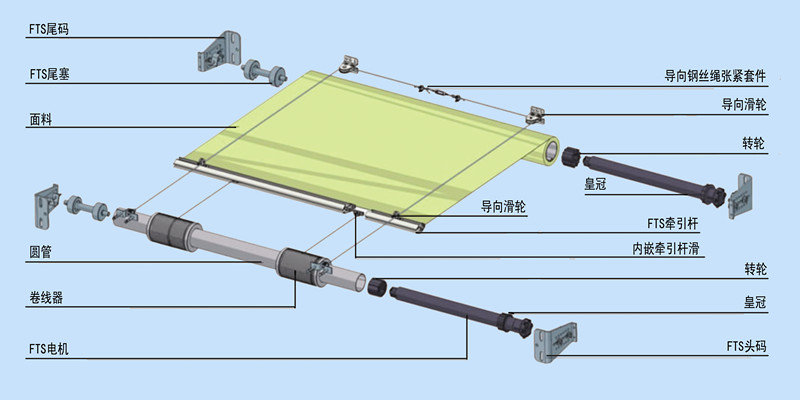 FTS尾码
FTS尾塞
面料
导向钢丝绳张紧套件
导向滑轮
转轮
皇冠
导向滑轮
FTS牵引杆
内嵌牵引杆滑
圆管
转轮
卷线器
皇冠
FTS电机
FTS头码